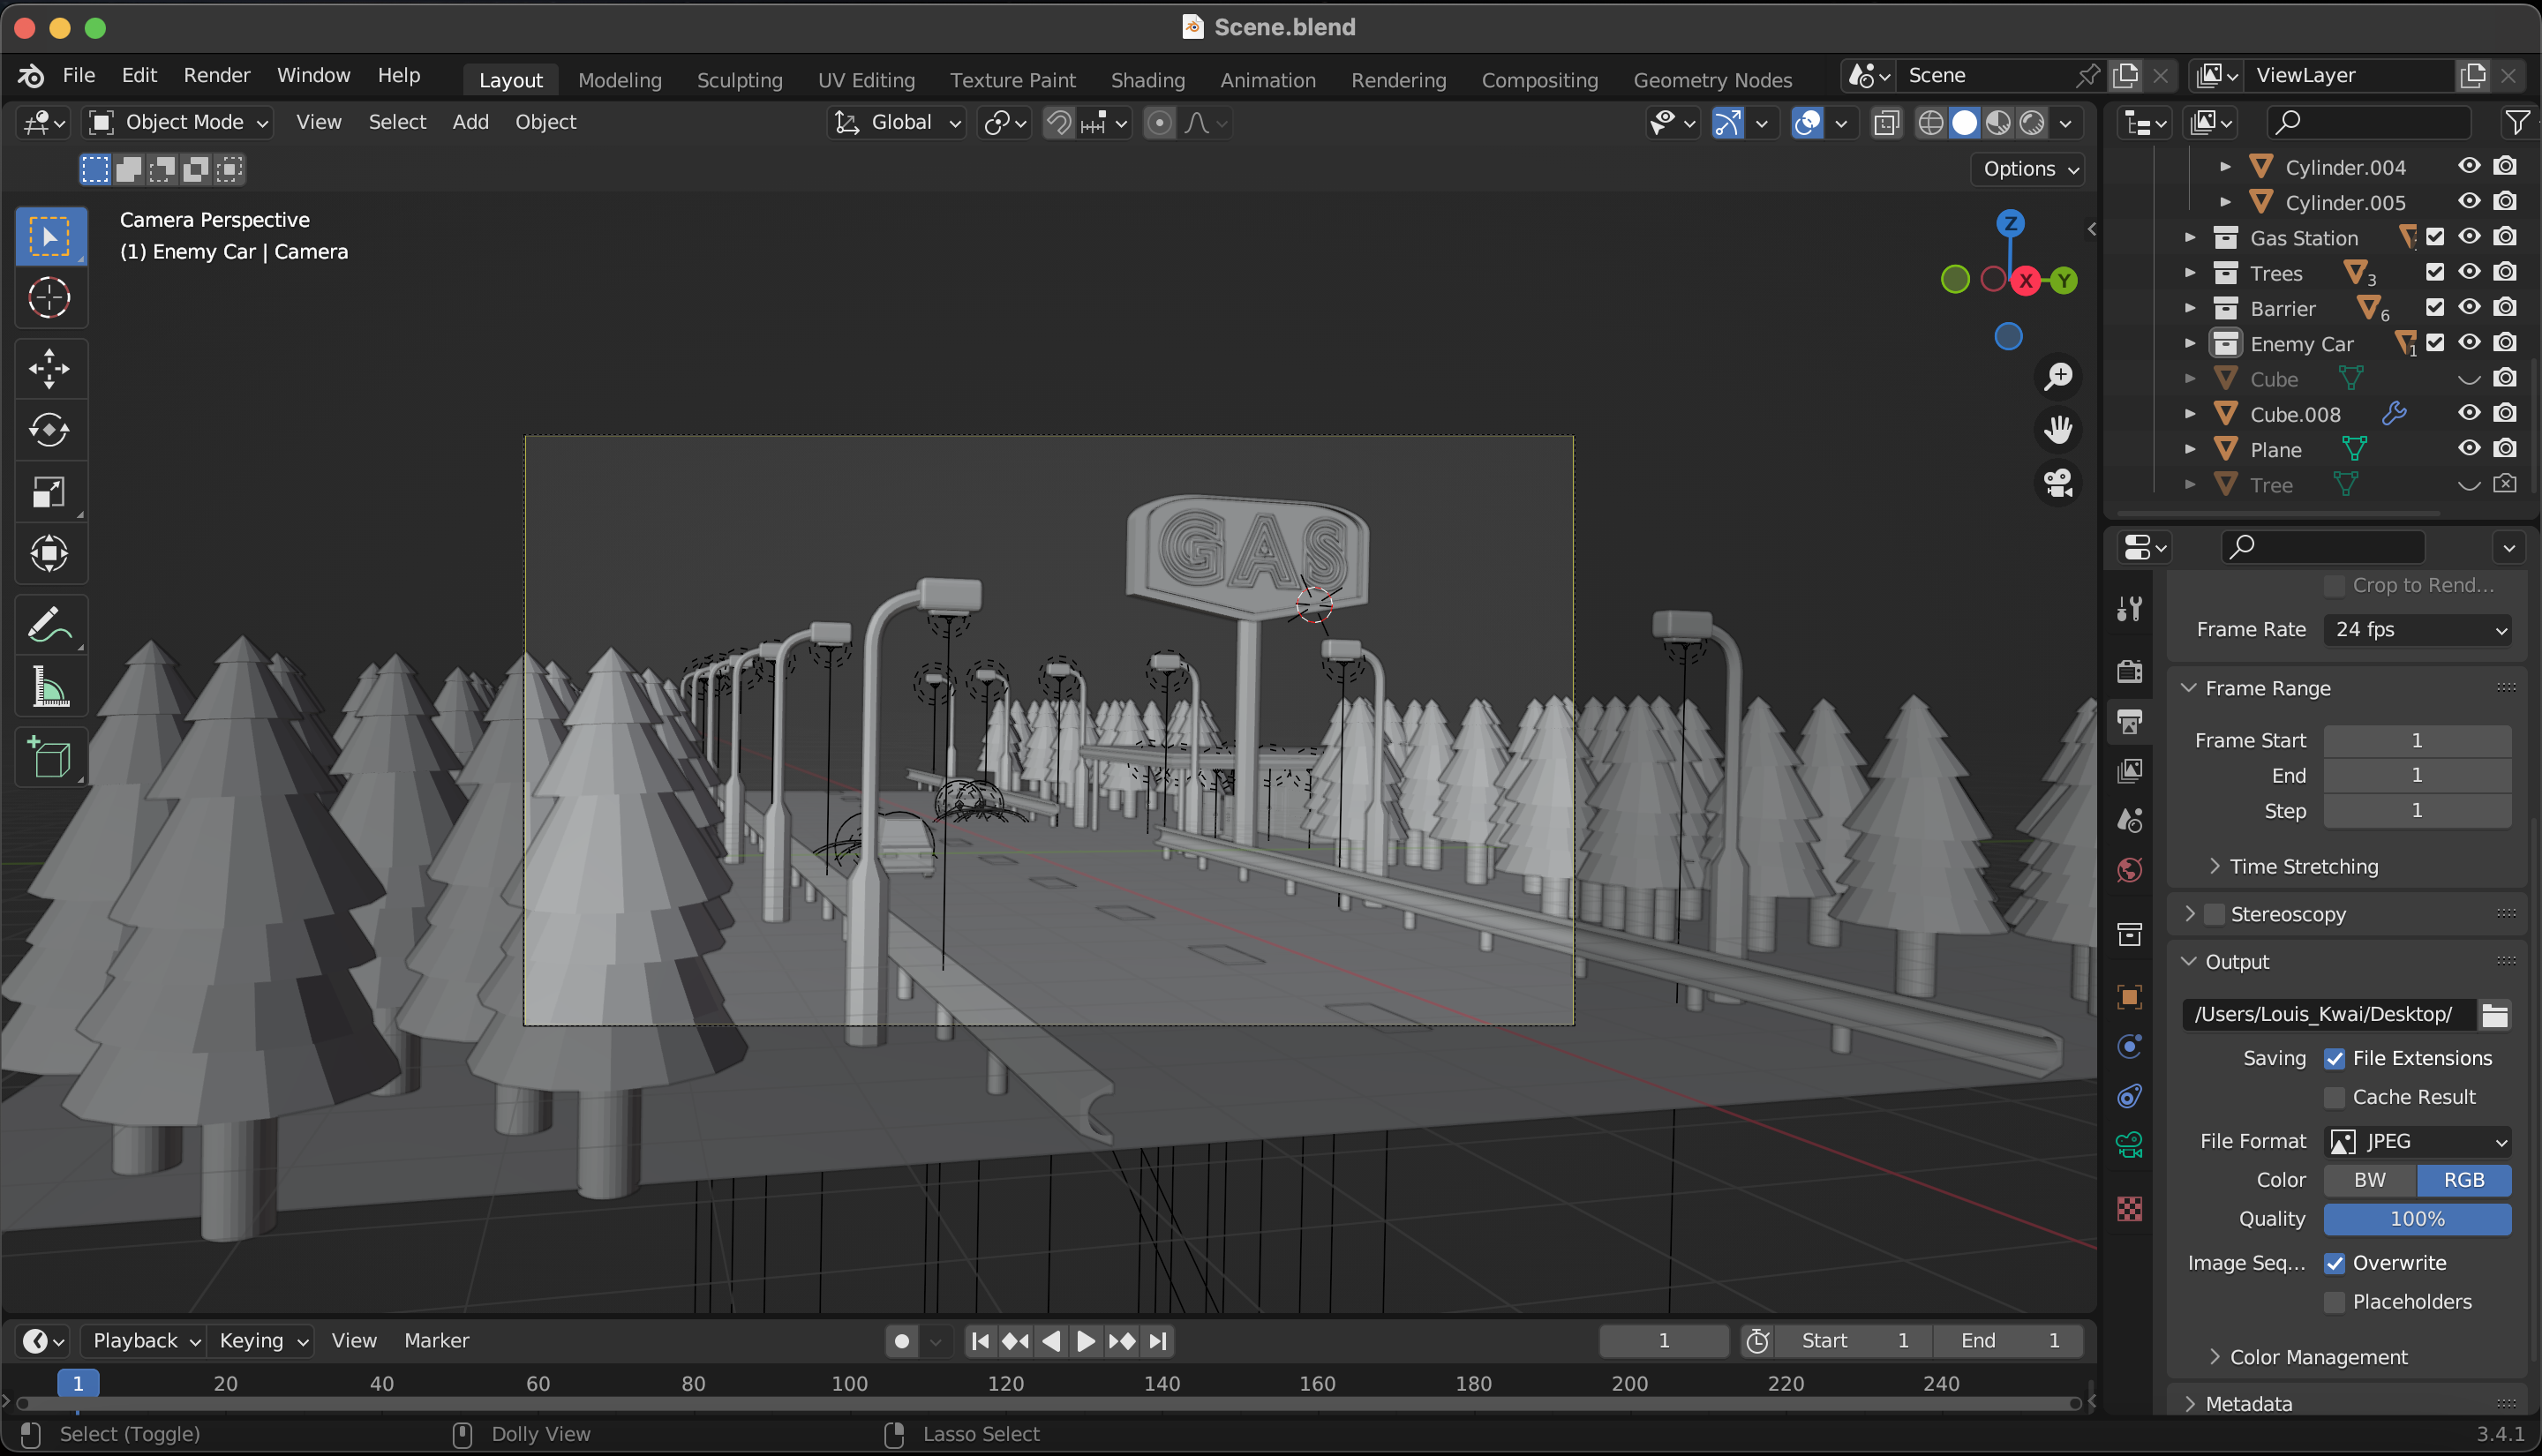 Scene.blend
File Edit Render Window Help Layout Modeling Sculpting UV Editing Texture Paint Shading Animation Rendering Compositing Geometry Nodes Scene ViewLayer
Object Mode View Select Add Object Global
Options
Camera Perspective
(1) Enemy Car | Camera
Z
X
Y
GAS
Cylinder.004
Cylinder.005
Gas Station
Trees 3
Barrier 6
Enemy Car 1
Cube
Cube.008
Plane
Tree
Crop to Rend...
Frame Rate 24 fps
Frame Range
Frame Start 1
End 1
Step 1
Time Stretching
Stereoscopy
Output
/Users/Louis_Kwai/Desktop/
Saving File Extensions
Cache Result
File Format JPEG
Color BW RGB
Quality 100%
Image Seq... Overwrite
Placeholders
Color Management
Metadata
Playback Keying View Marker 1 Start 1 End 1
1 20 40 60 80 100 120 140 160 180 200 220 240
Select (Toggle) Dolly View Lasso Select 3.4.1